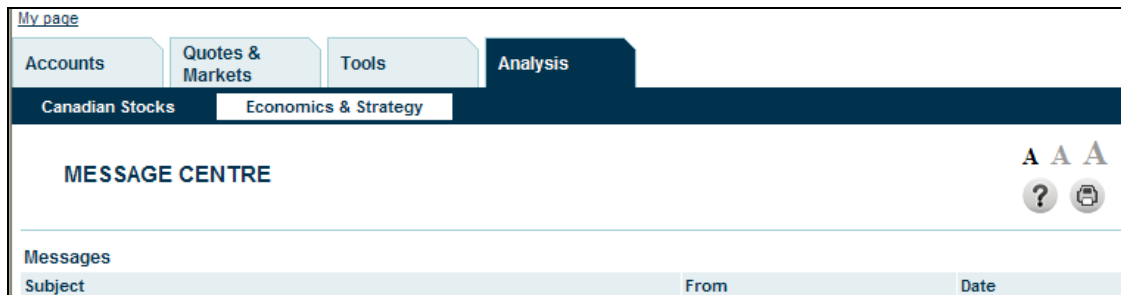 My page
Accounts Quotes & Markets Tools Analysis
Canadian Stocks Economics & Strategy
A A A
MESSAGE CENTRE
?
Messages
Subject From Date